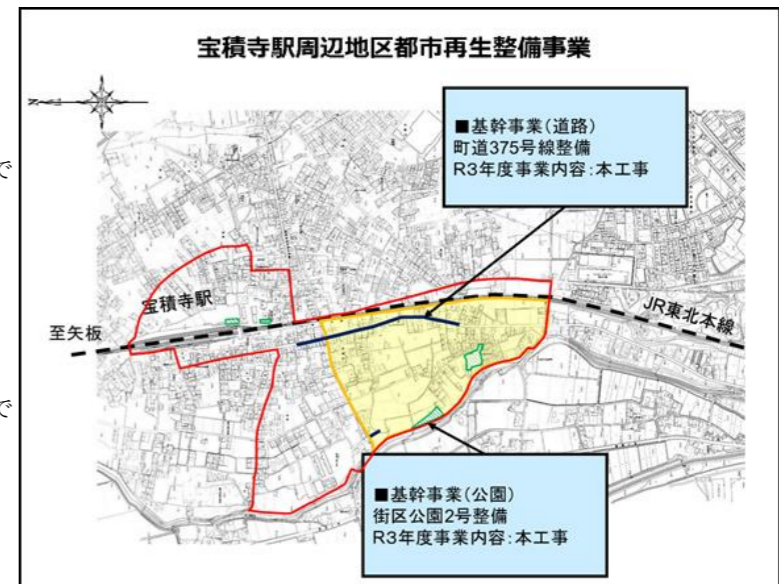 宝積寺駅周辺地区都市再生整備事業
■基幹事業(道路)
町道375号線整備
R3年度事業内容:本工事
で
宝積寺駅
至矢板
JR東北本線
で
■基幹事業(公園)
街区公園2号整備
R3年度事業内容:本工事